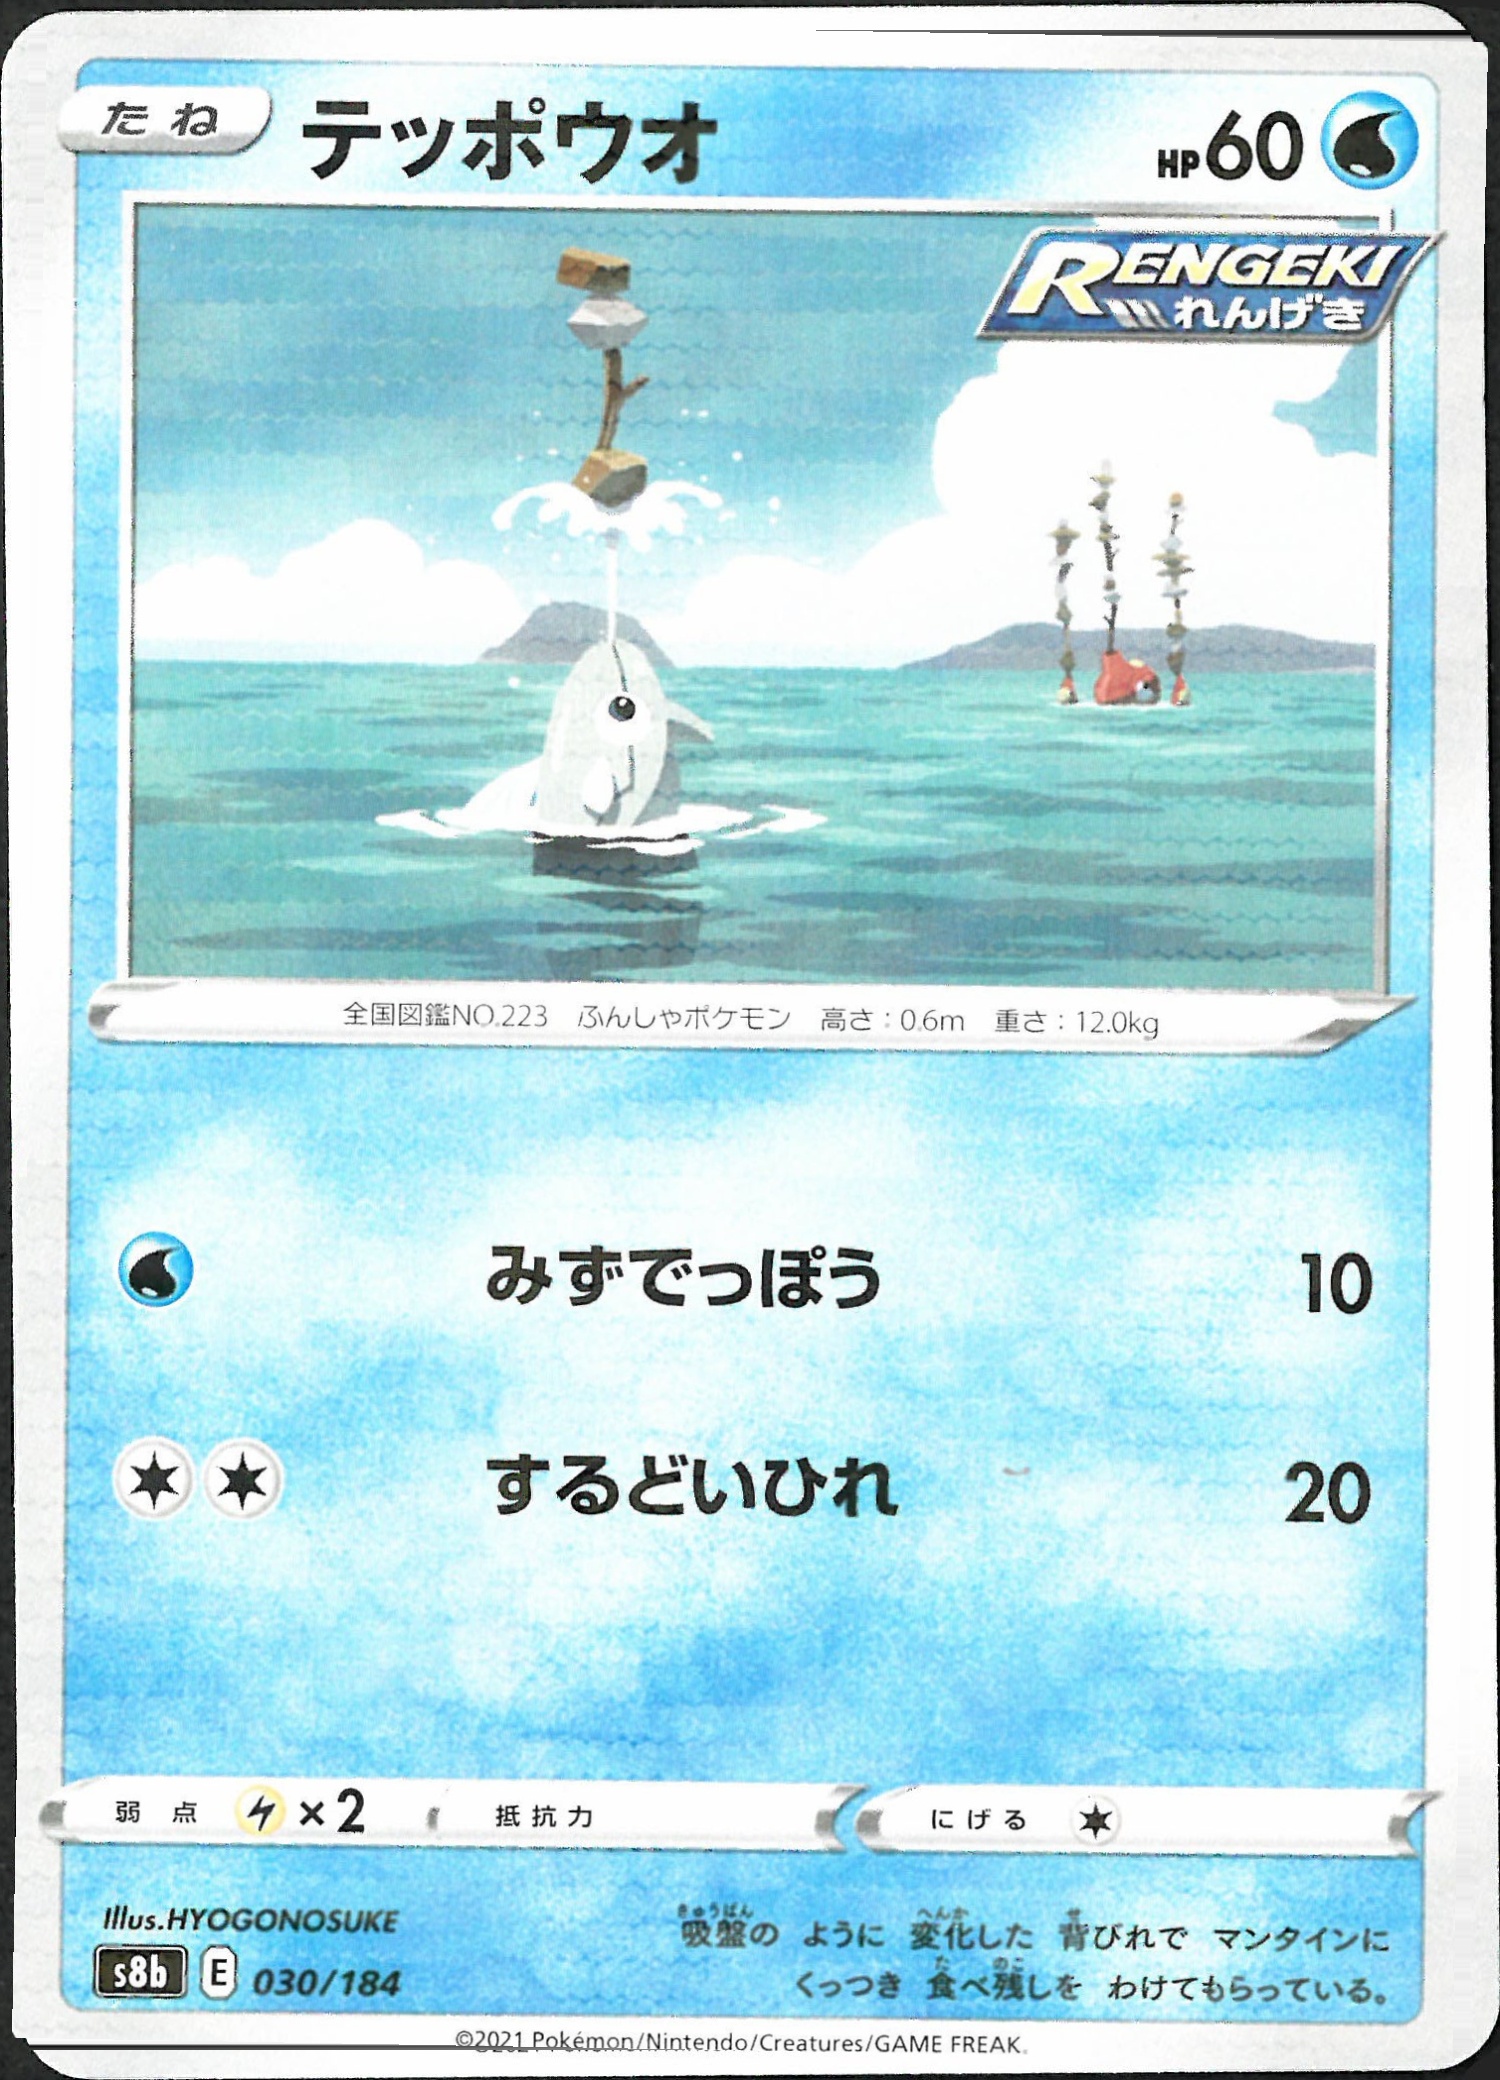 たね テッポウオ HP60
RENGEKI
れんげき
全国図鑑NO.223 ふんしゃポケモン 高さ：0.6m 重さ：12.0kg
みずでっぽう 10
するどいひれ 20
弱点 ×2 抵抗力 にげる
Illus.HYOGONOSUKE
s8b E 030/184
吸盤の ように 変化した 背びれで マンタインに
くっつき 食べ残しを わけてもらっている。
©2021 Pokémon/Nintendo/Creatures/GAME FREAK.